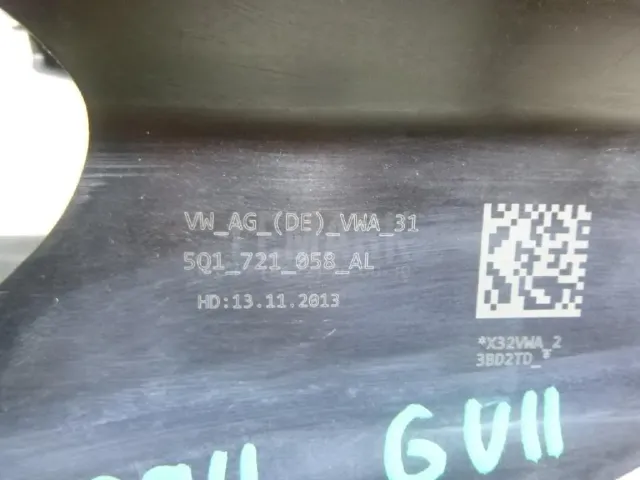 VW_AG_(DE)_VWA_31
5Q1_721_058_AL
HD:13.11.2013
*X32VWA_2
3BD2TD_*
GVII